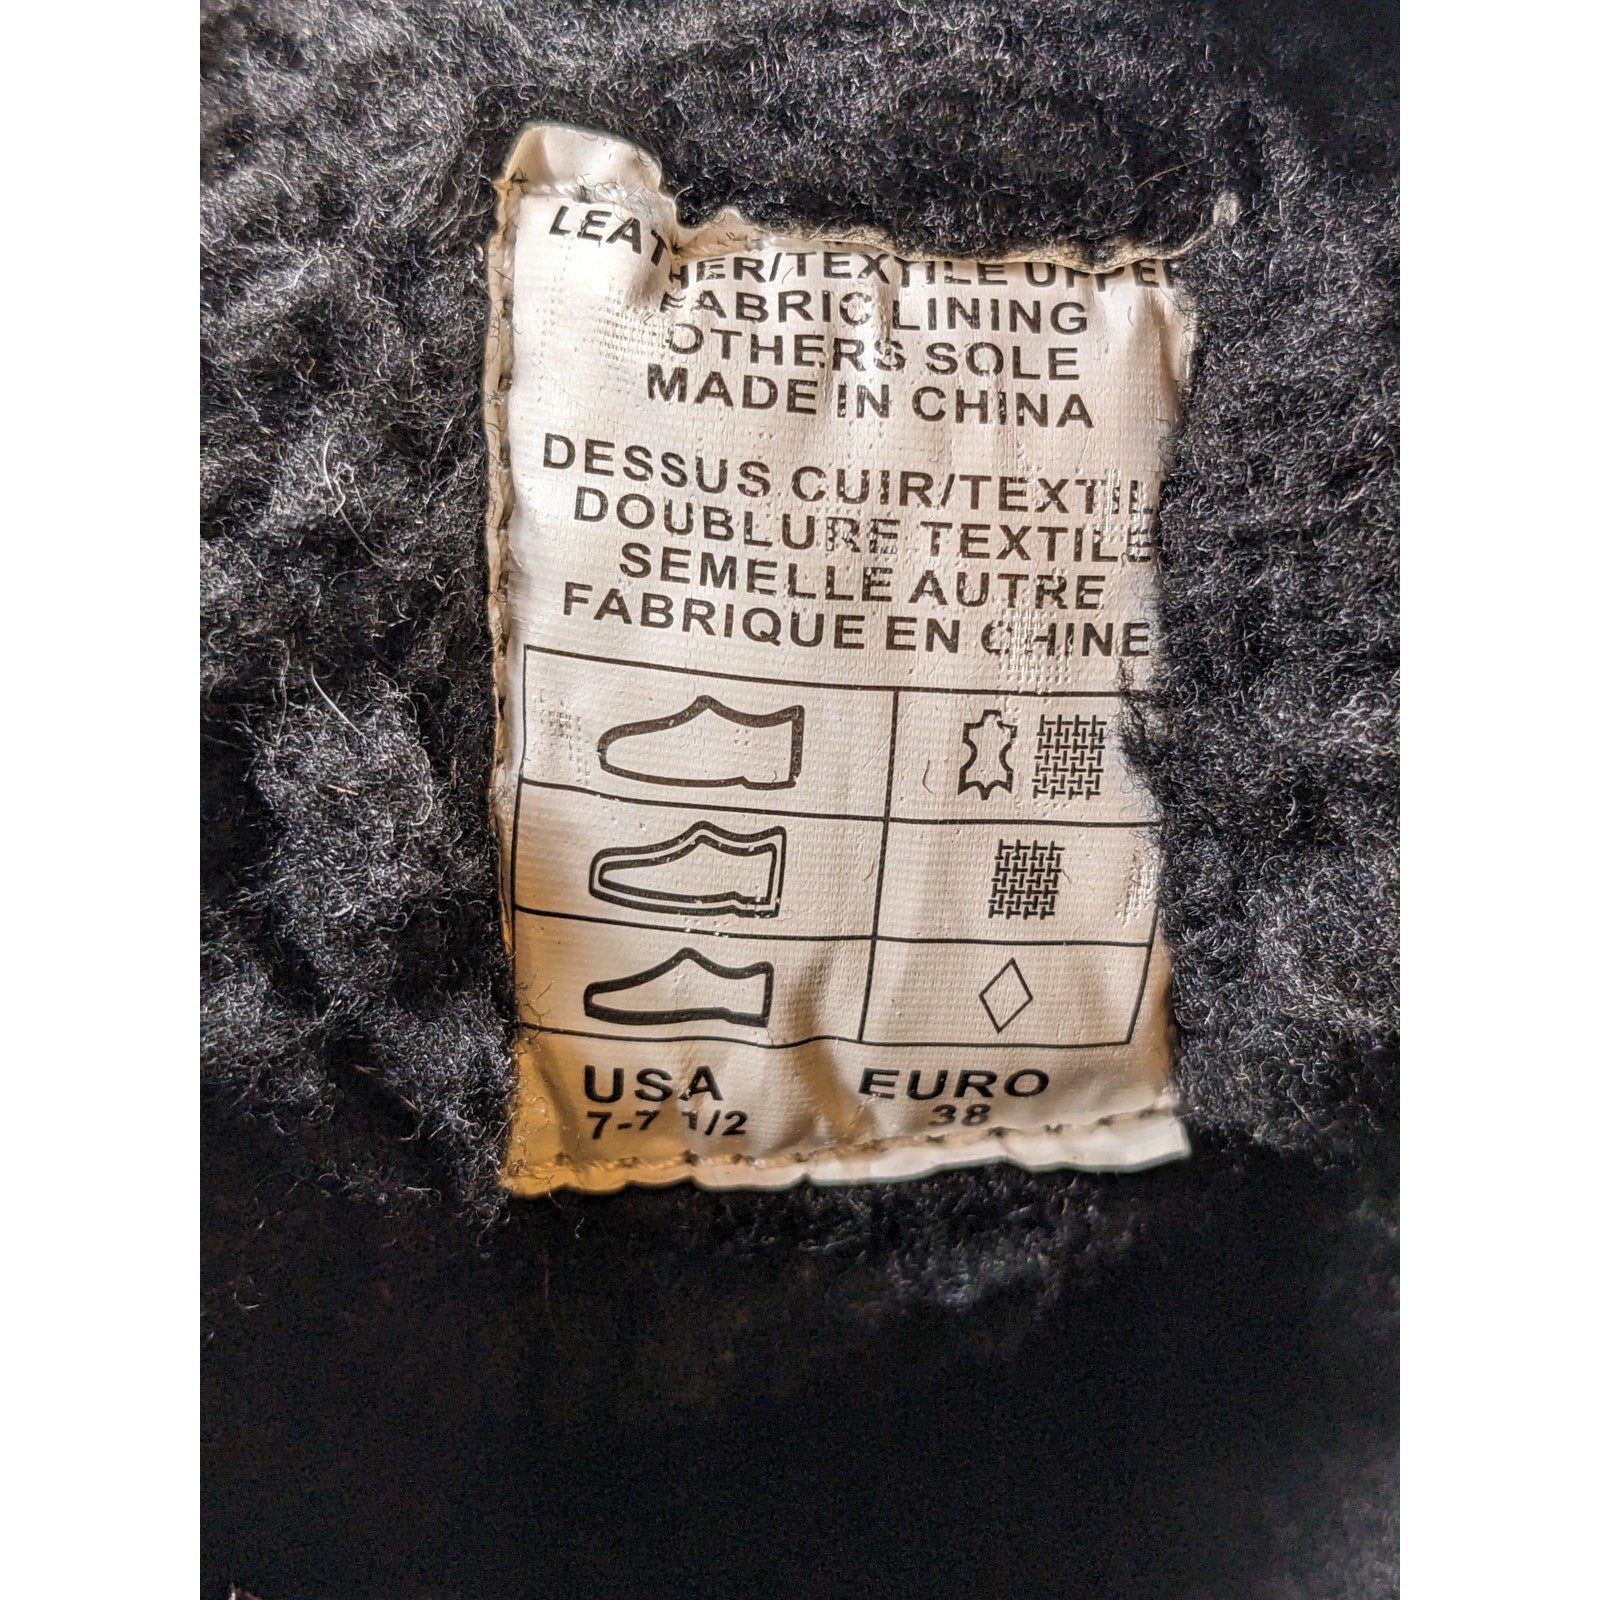 LEATHER/TEXTILE UPPER
FABRIC LINING
OTHERS SOLE
MADE IN CHINA
DESSUS CUIR/TEXTIL
DOUBLURE TEXTILE
SEMELLE AUTRE
FABRIQUE EN CHINE
USA EURO
7-7 1/2 38